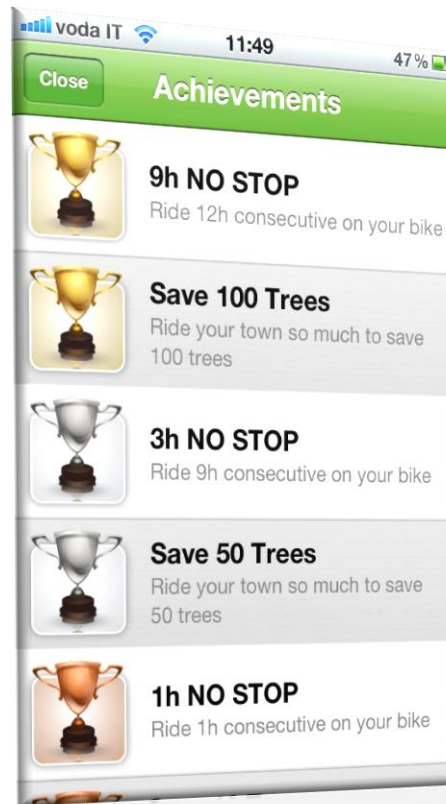 voda IT 11:49 47%
Close Achievements
9h NO STOP
Ride 12h consecutive on your bike
Save 100 Trees
Ride your town so much to save
100 trees
3h NO STOP
Ride 9h consecutive on your bike
Save 50 Trees
Ride your town so much to save
50 trees
1h NO STOP
Ride 1h consecutive on your bike